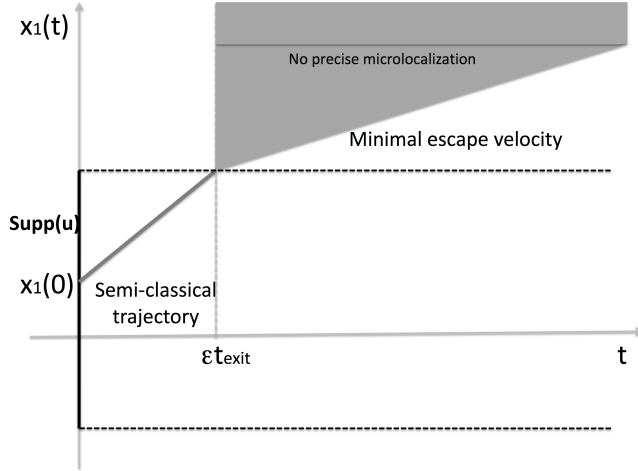 x1(t)
No precise microlocalization
Minimal escape velocity
Supp(u)
x1(0)
Semi-classical
trajectory
εtexit
t